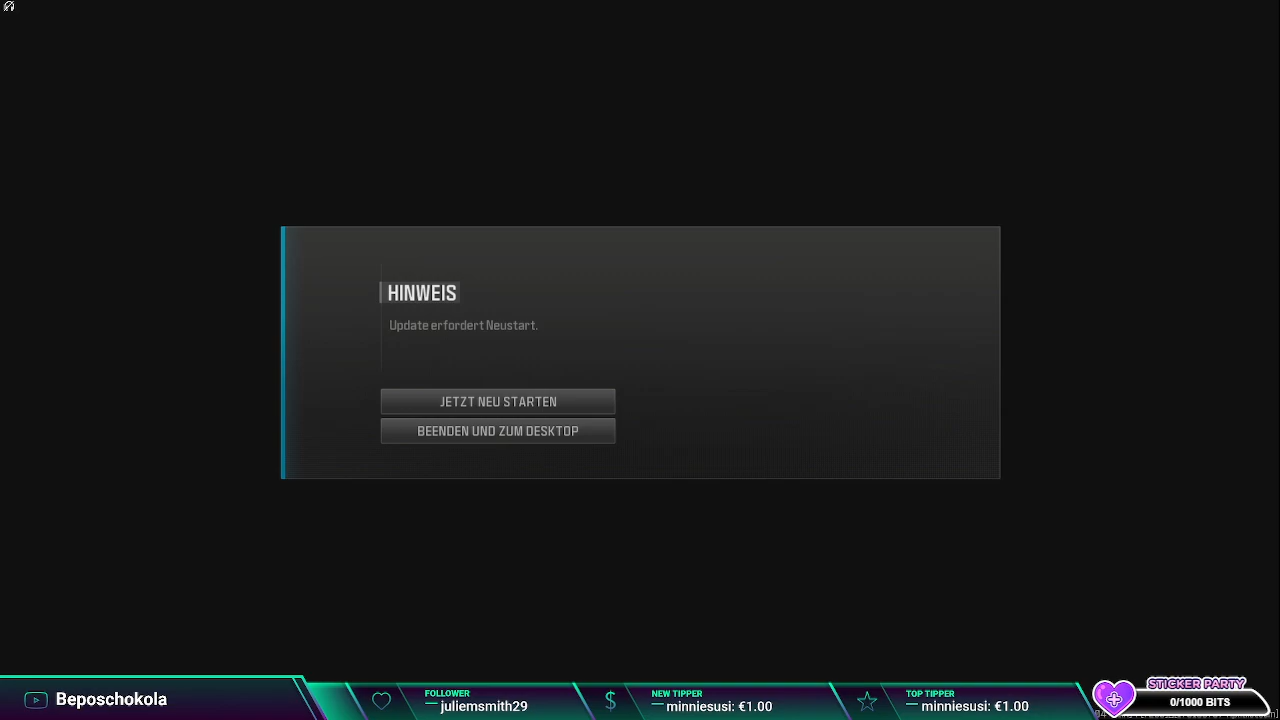 HINWEIS
Update erfordert Neustart.
JETZT NEU STARTEN
BEENDEN UND ZUM DESKTOP
Beposchokola
FOLLOWER
juliemsmith29
NEW TIPPER
minniesusi: €1.00
TOP TIPPER
minniesusi: €1.00
STICKER PARTY
0/1000 BITS